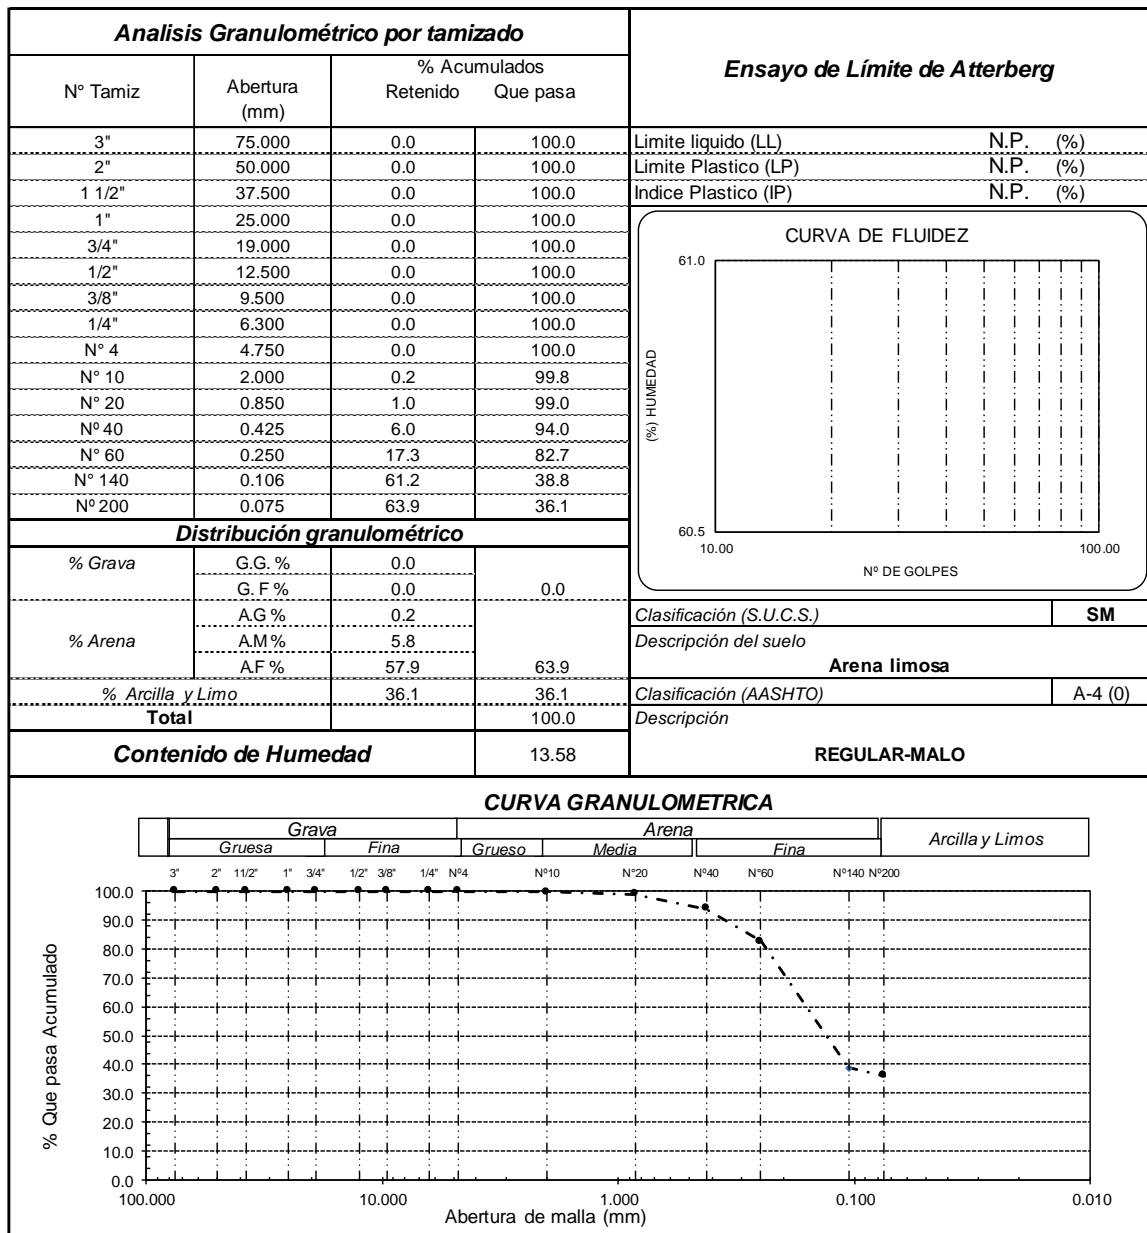 Analisis Granulométrico por tamizado
N° Tamiz
Abertura (mm)
% Acumulados
Retenido Que pasa
3" 75.000 0.0 100.0
2" 50.000 0.0 100.0
1 1/2" 37.500 0.0 100.0
1" 25.000 0.0 100.0
3/4" 19.000 0.0 100.0
1/2" 12.500 0.0 100.0
3/8" 9.500 0.0 100.0
1/4" 6.300 0.0 100.0
N° 4 4.750 0.0 100.0
N° 10 2.000 0.2 99.8
N° 20 0.850 1.0 99.0
Nº 40 0.425 6.0 94.0
N° 60 0.250 17.3 82.7
N° 140 0.106 61.2 38.8
Nº 200 0.075 63.9 36.1
Distribución granulométrico
% Grava G.G. % 0.0
G. F % 0.0 0.0
A.G % 0.2
% Arena A.M % 5.8
A.F % 57.9 63.9
% Arcilla y Limo 36.1 36.1
Total 100.0
Contenido de Humedad 13.58
Ensayo de Límite de Atterberg
Limite liquido (LL) N.P. (%)
Limite Plastico (LP) N.P. (%)
Indice Plastico (IP) N.P. (%)
CURVA DE FLUIDEZ
61.0
(%) HUMEDAD
60.5
10.00 100.00
Nº DE GOLPES
Clasificación (S.U.C.S.) SM
Descripción del suelo
Arena limosa
Clasificación (AASHTO) A-4 (0)
Descripción
REGULAR-MALO
CURVA GRANULOMETRICA
Grava Arena Arcilla y Limos
Gruesa Fina Grueso Media Fina
3" 2" 11/2" 1" 3/4" 1/2" 3/8" 1/4" Nº4 Nº10 N°20 Nº40 N°60 Nº140 Nº200
100.0
90.0
80.0
70.0
60.0
50.0
40.0
30.0
20.0
10.0
0.0
% Que pasa Acumulado
100.000 10.000 1.000 0.100 0.010
Abertura de malla (mm)